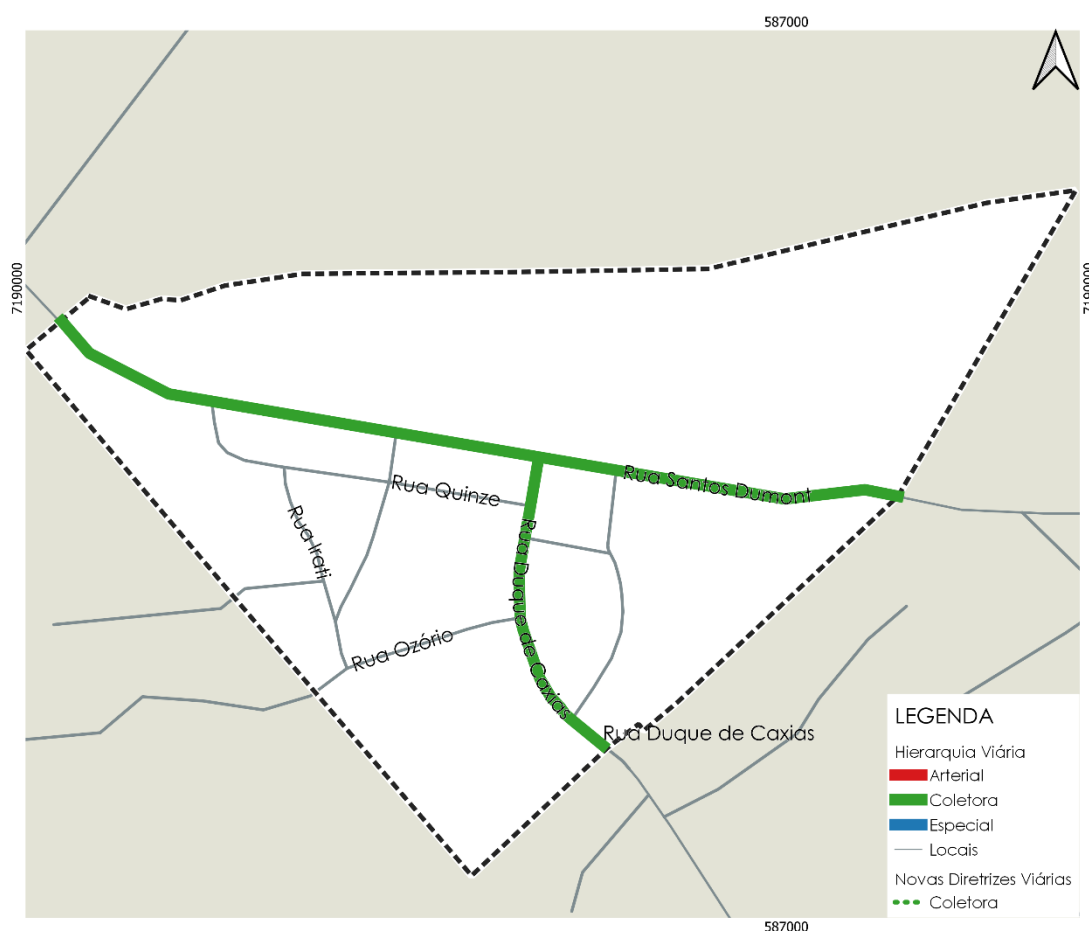 587000
7190000
7190000
Rua Santos Dumont
Rua Quinze
Rua Irati
Rua Duque de Caxias
Rua Ozório
Rua Duque de Caxias
LEGENDA
Hierarquia Viária
Arterial
Coletora
Especial
Locais
Novas Diretrizes Viárias
Coletora
587000